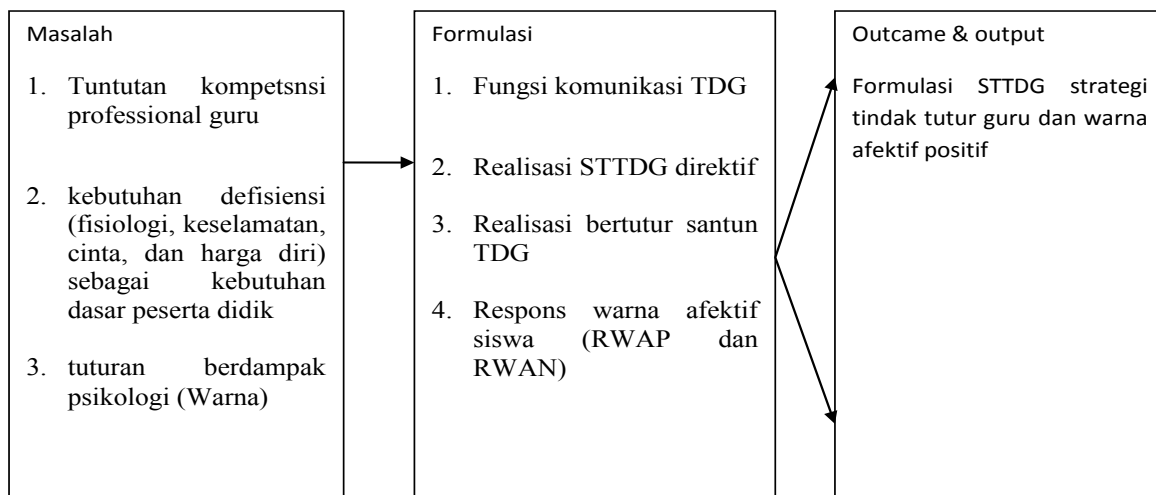 Masalah
1. Tuntutan kompetsnsi
professional guru
2. kebutuhan defisiensi
(fisiologi, keselamatan,
cinta, dan harga diri)
sebagai kebutuhan
dasar peserta didik
3. tuturan berdampak
psikologi (Warna)
Formulasi
1. Fungsi komunikasi TDG
2. Realisasi STTDG direktif
3. Realisasi bertutur santun
TDG
4. Respons warna afektif
siswa (RWAP dan
RWAN)
Outcame & output
Formulasi STTDG strategi
tindak tutur guru dan warna
afektif positif